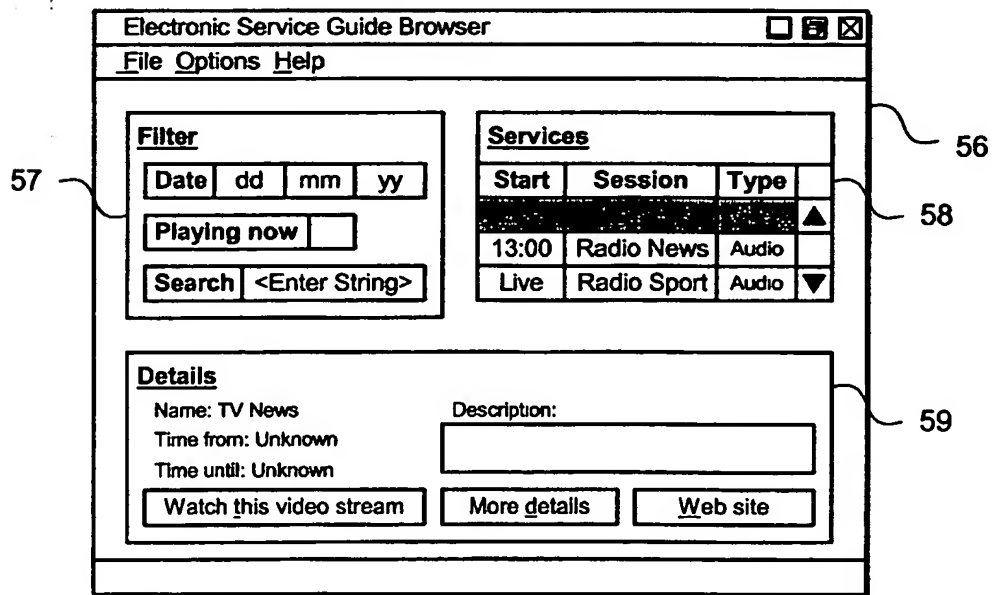 Electronic Service Guide Browser
File Options Help
56
57
Filter
Date dd mm yy
Playing now
Search <Enter String>
Services
Start Session Type
58
13:00 Radio News Audio
Live Radio Sport Audio
Details
Name: TV News
Time from: Unknown
Time until: Unknown
Description:
59
Watch this video stream
More details
Web site